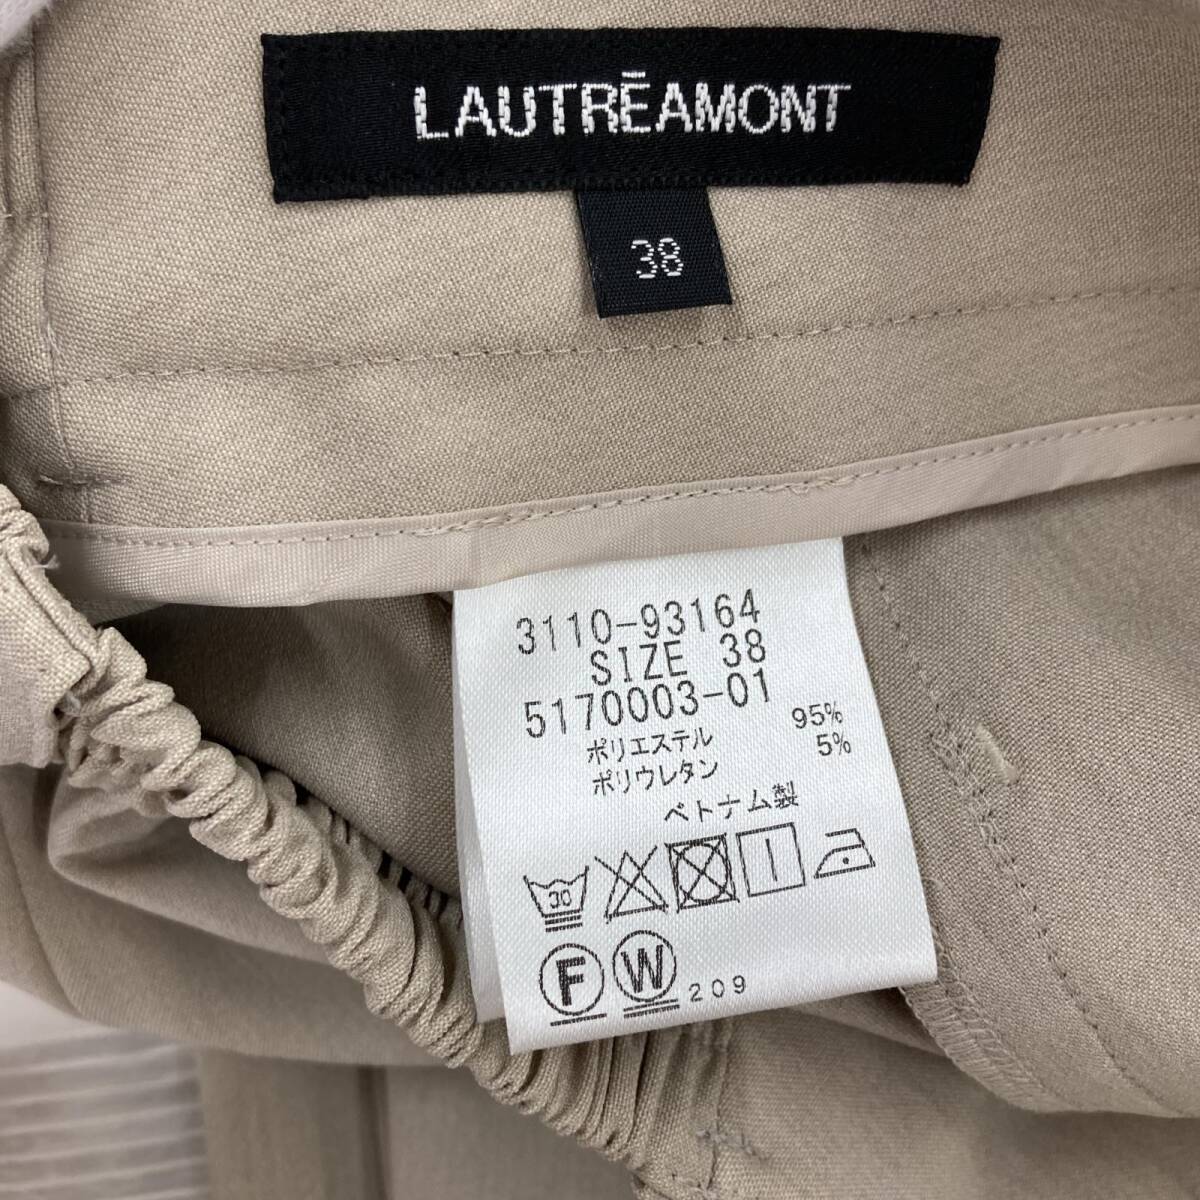 LAUTRĒAMONT
38
3110-93164
SIZE 38
5170003-01
ポリエステル 95%
ポリウレタン 5%
ベトナム製
30
F W 209